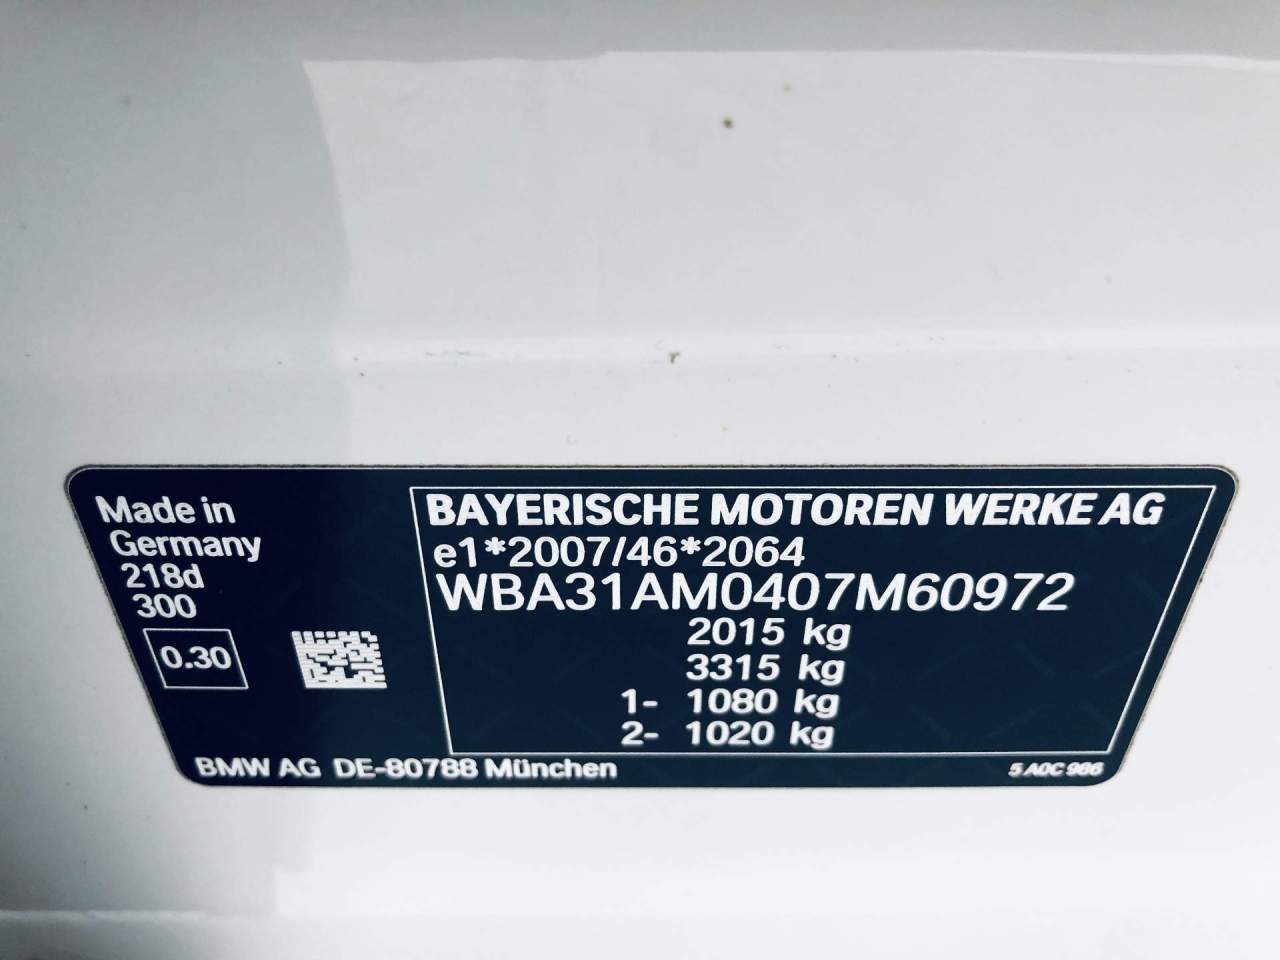 Made in
Germany
218d
300
0.30
BAYERISCHE MOTOREN WERKE AG
e1*2007/46*2064
WBA31AM0407M60972
2015 kg
3315 kg
1- 1080 kg
2- 1020 kg
BMW AG DE-80788 München
5 A0C 986